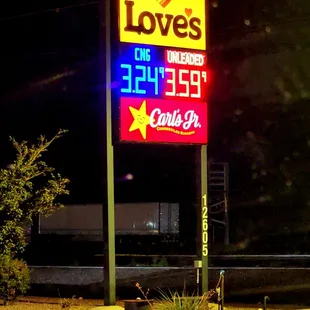 Love's
CNG UNLEADED
3.24⁹ 3.59⁹
Carl's Jr.
12605